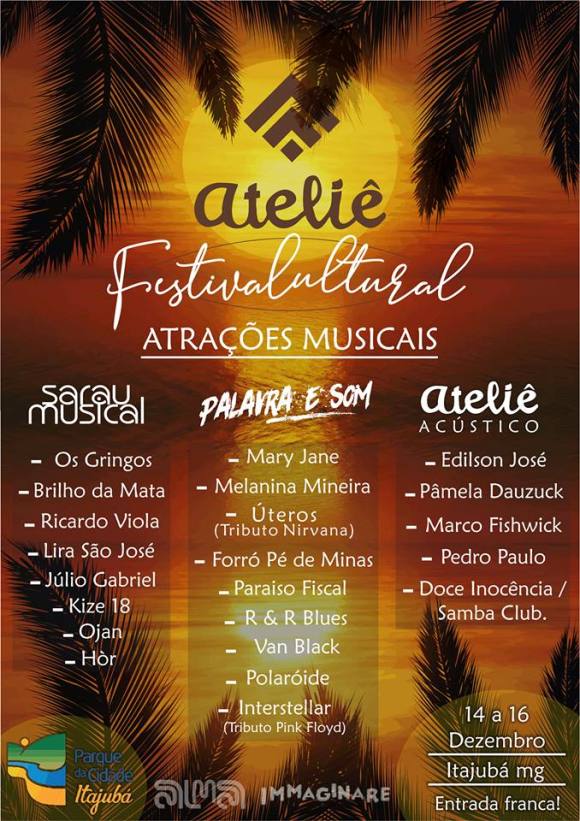 ateliê
Festivalultural
ATRAÇÕES MUSICAIS
sarau
musical
- Os Gringos
- Brilho da Mata
- Ricardo Viola
- Lira São José
- Júlio Gabriel
- Kize 18
- Ojan
- Hòr
PALAVRA E SOM
- Mary Jane
- Melanina Mineira
- Úteros
(Tributo Nirvana)
- Forró Pé de Minas
- Paraiso Fiscal
- R & R Blues
- Van Black
- Polaróide
- Interstellar
(Tributo Pink Floyd)
ateliê
ACÚSTICO
- Edilson José
- Pâmela Dauzuck
- Marco Fishwick
- Pedro Paulo
- Doce Inocência /
Samba Club.
Parque
da Cidade
Itajubá
alma
IMMAGINARE
14 a 16
Dezembro
Itajubá mg
Entrada franca!